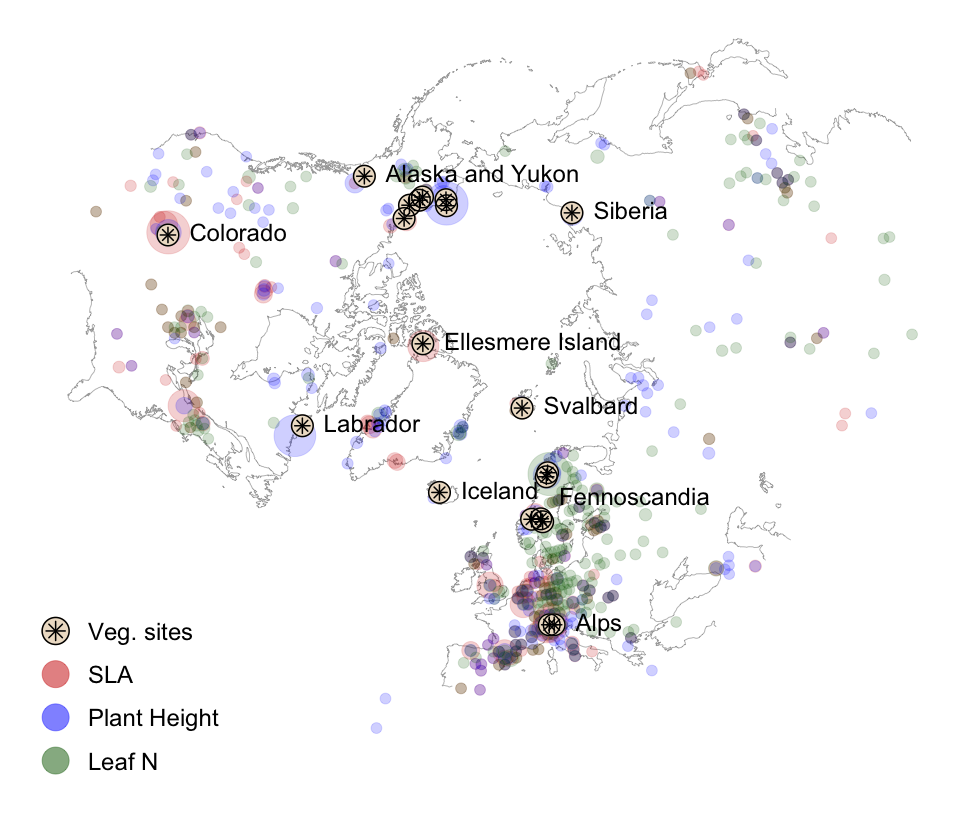 Alaska and Yukon
Siberia
Colorado
Ellesmere Island
Svalbard
Labrador
Iceland
Fennoscandia
Alps
Veg. sites
SLA
Plant Height
Leaf N